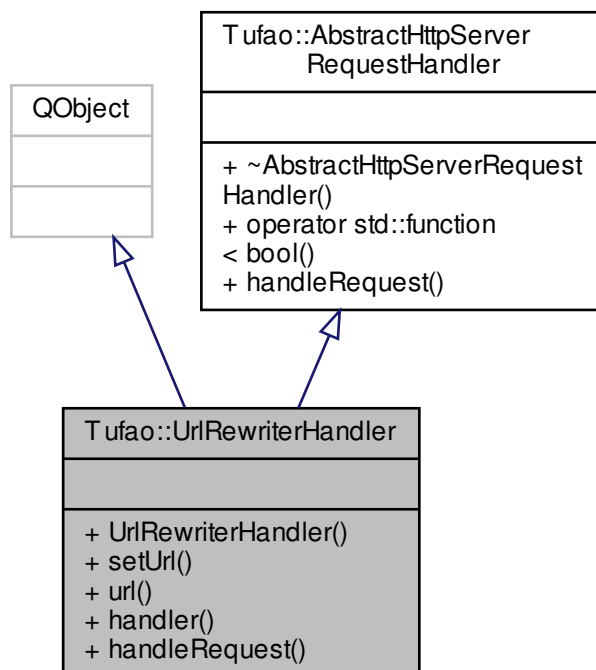 Tufao::AbstractHttpServer
RequestHandler
QObject
+ ~AbstractHttpServerRequest
Handler()
+ operator std::function
< bool()
+ handleRequest()
Tufao::UrlRewriterHandler
+ UrlRewriterHandler()
+ setUrl()
+ url()
+ handler()
+ handleRequest()